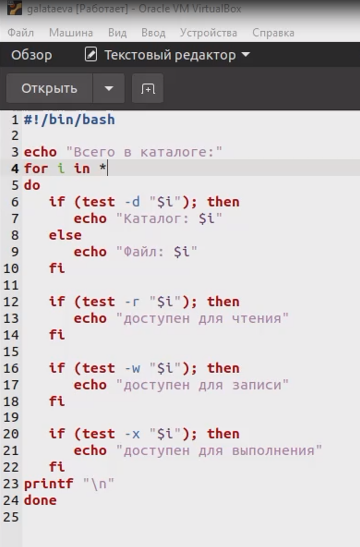 galataeva [Работает] - Oracle VM VirtualBox
Файл Машина Вид Ввод Устройства Справка
Обзор Текстовый редактор
Открыть
1 #!/bin/bash
2
3 echo "Всего в каталоге:"
4 for i in *
5 do
6 if (test -d "$i"); then
7 echo "Каталог: $i"
8 else
9 echo "Файл: $i"
10 fi
11
12 if (test -r "$i"); then
13 echo "доступен для чтения"
14 fi
15
16 if (test -w "$i"); then
17 echo "доступен для записи"
18 fi
19
20 if (test -x "$i"); then
21 echo "доступен для выполнения"
22 fi
23 printf "\n"
24 done
25